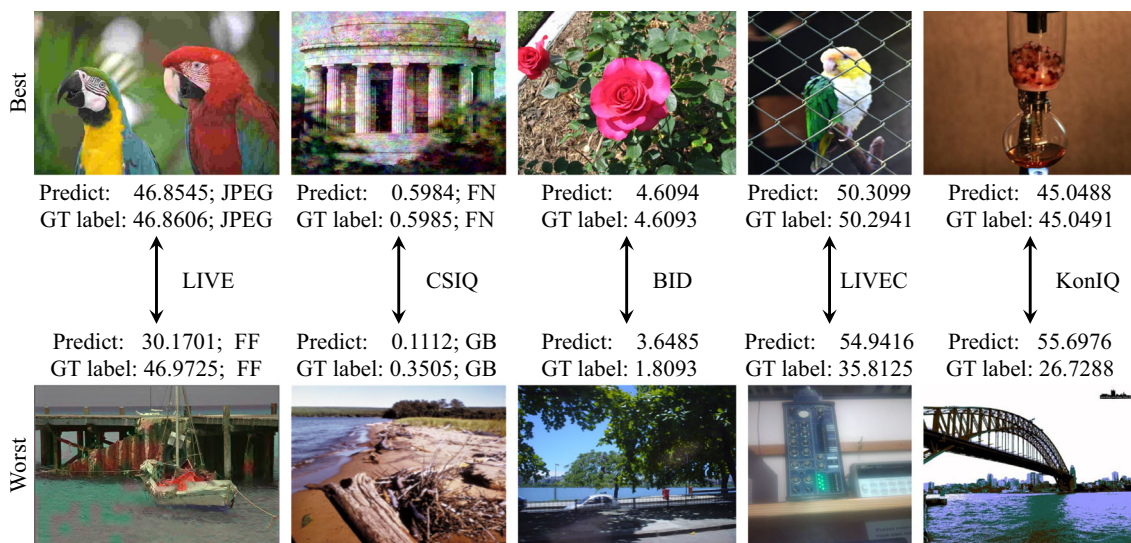 Best
Predict: 46.8545; JPEG
GT label: 46.8606; JPEG
Predict: 0.5984; FN
GT label: 0.5985; FN
Predict: 4.6094
GT label: 4.6093
Predict: 50.3099
GT label: 50.2941
Predict: 45.0488
GT label: 45.0491
LIVE
CSIQ
BID
LIVEC
KonIQ
Predict: 30.1701; FF
GT label: 46.9725; FF
Predict: 0.1112; GB
GT label: 0.3505; GB
Predict: 3.6485
GT label: 1.8093
Predict: 54.9416
GT label: 35.8125
Predict: 55.6976
GT label: 26.7288
Worst